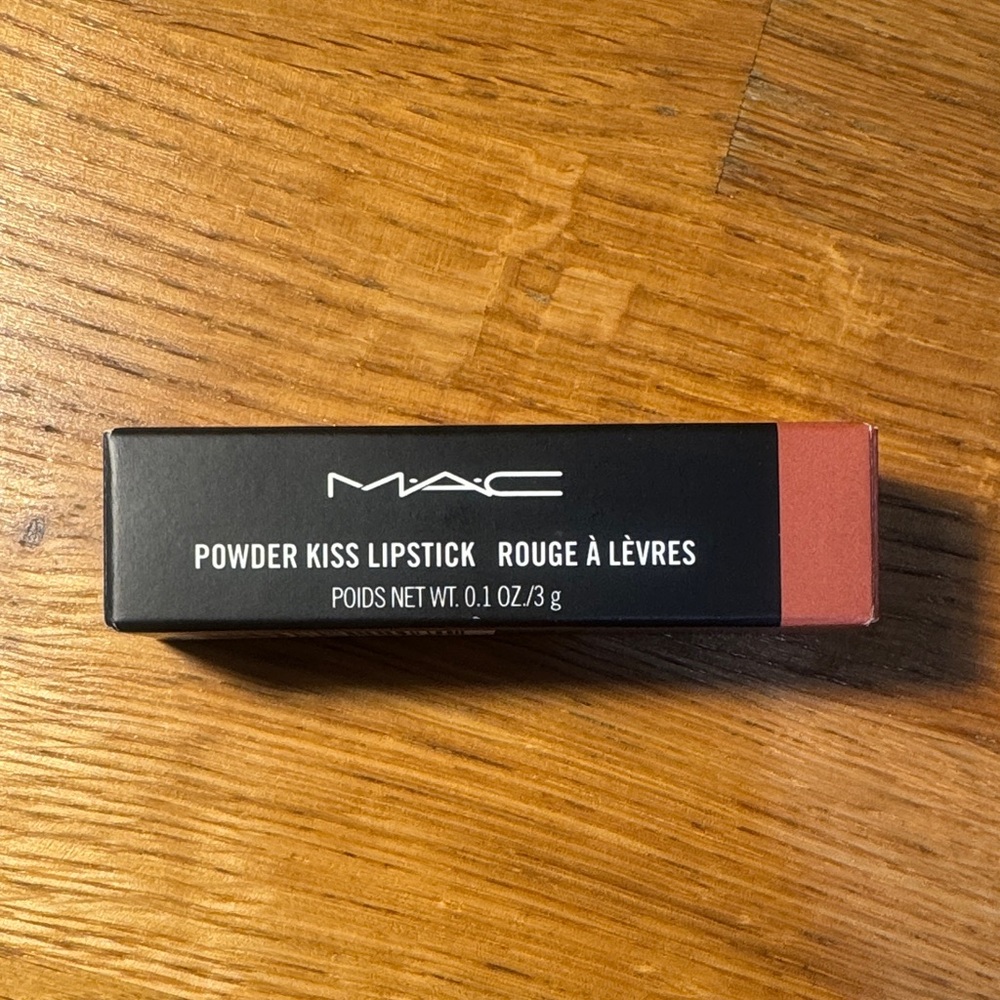 M·A·C
POWDER KISS LIPSTICK ROUGE À LÈVRES
POIDS NET WT. 0.1 OZ./3 g